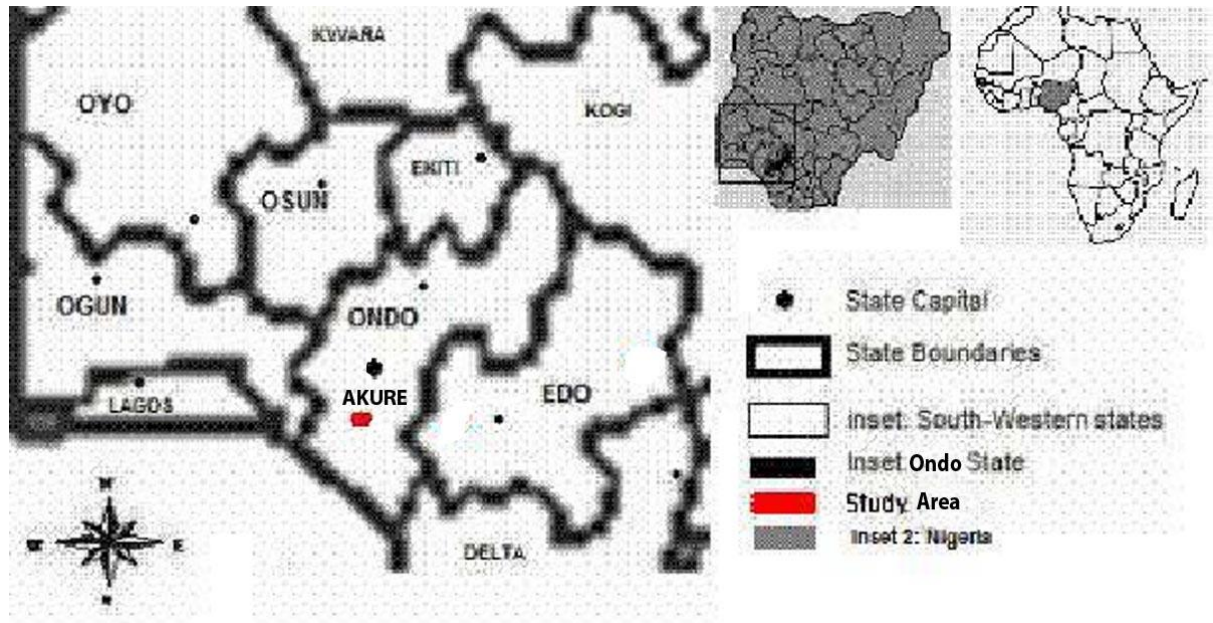 KWARA
OYO
KOGI
EKITI
OSUN
OGUN
ONDO
AKURE
EDO
LAGOS
DELTA
E
State Capital
State Boundaries
inset: South-Western states
Inset Ondo State
Study Area
Inset 2: Nigeria